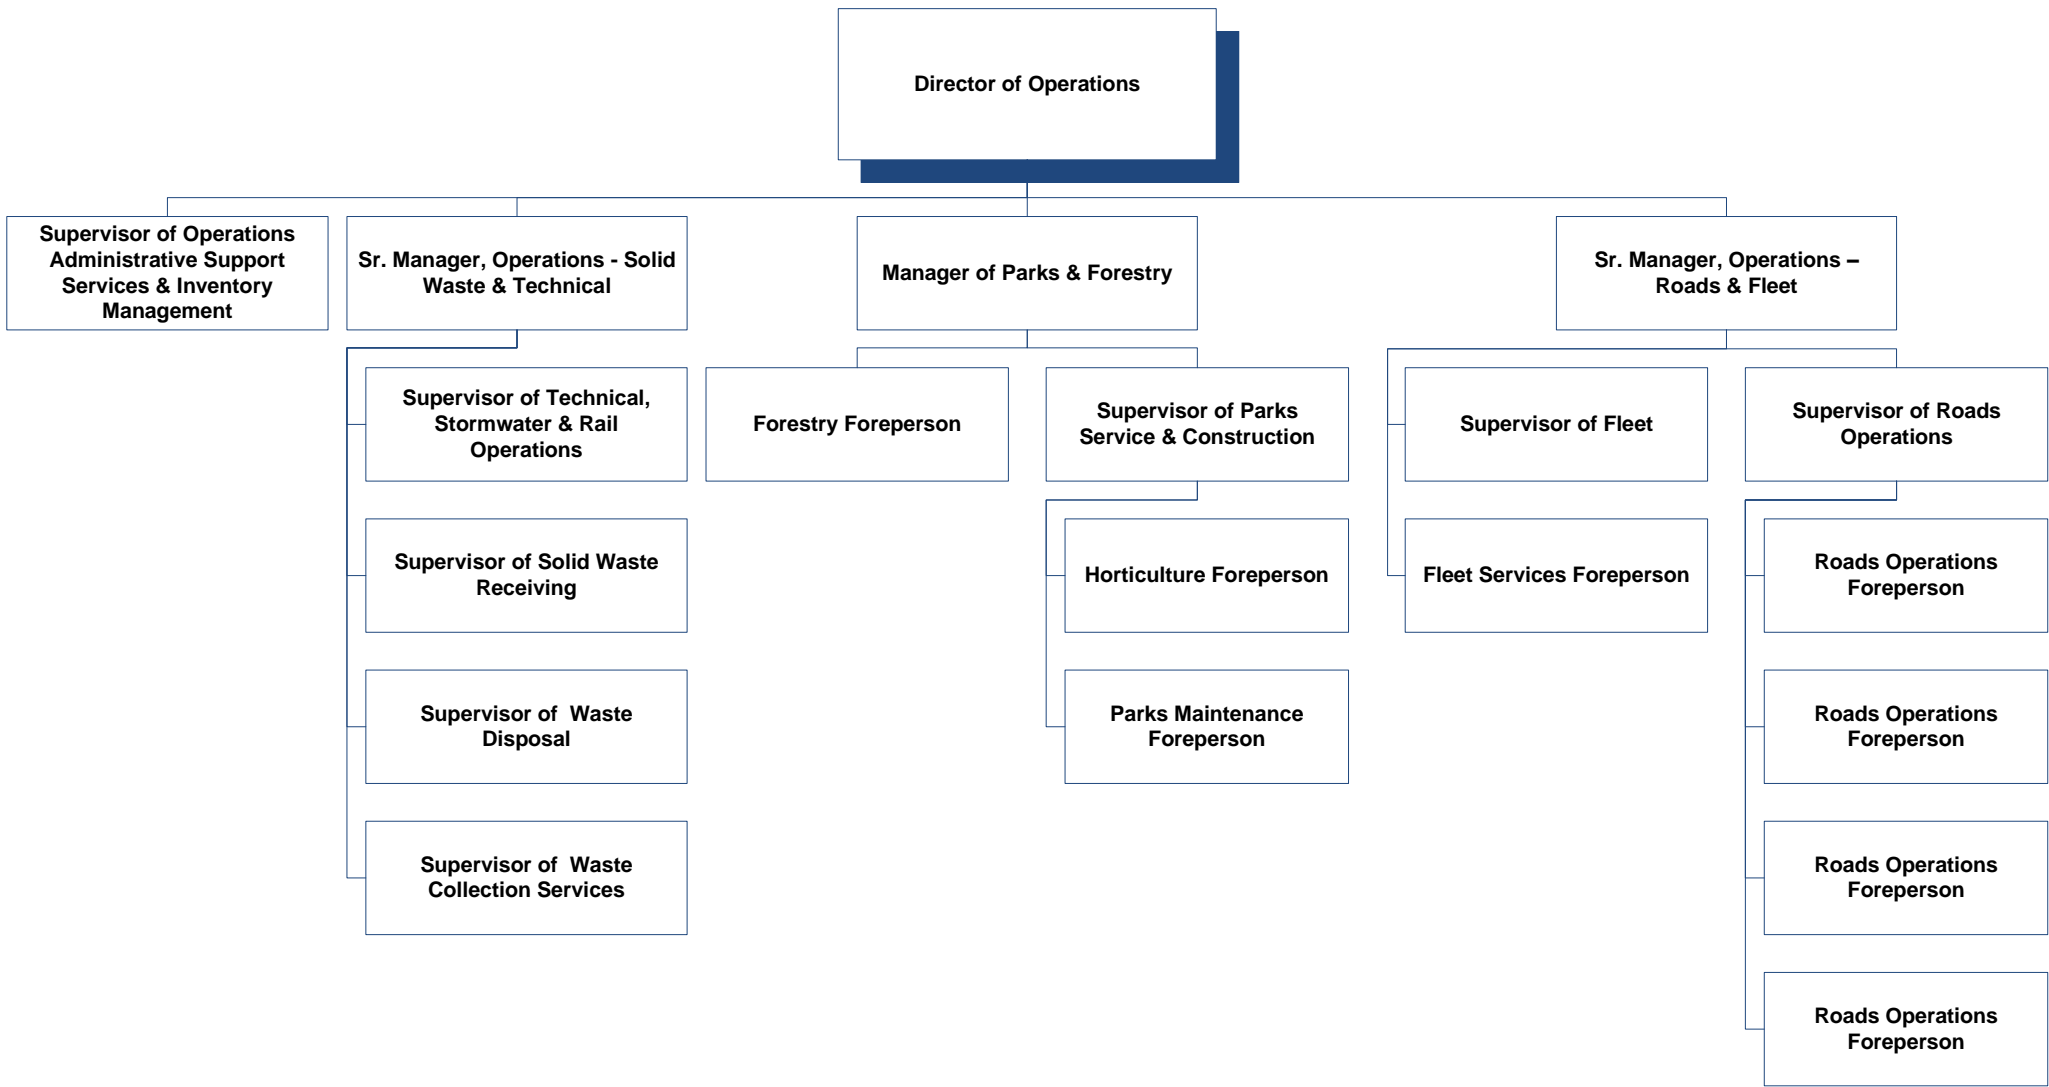 Director of Operations
Supervisor of Operations
Administrative Support
Services & Inventory
Management
Sr. Manager, Operations - Solid
Waste & Technical
Manager of Parks & Forestry
Sr. Manager, Operations –
Roads & Fleet
Supervisor of Technical,
Stormwater & Rail
Operations
Forestry Foreperson
Supervisor of Parks
Service & Construction
Supervisor of Fleet
Supervisor of Roads
Operations
Supervisor of Solid Waste
Receiving
Horticulture Foreperson
Fleet Services Foreperson
Roads Operations
Foreperson
Supervisor of  Waste
Disposal
Parks Maintenance
Foreperson
Roads Operations
Foreperson
Supervisor of  Waste
Collection Services
Roads Operations
Foreperson
Roads Operations
Foreperson